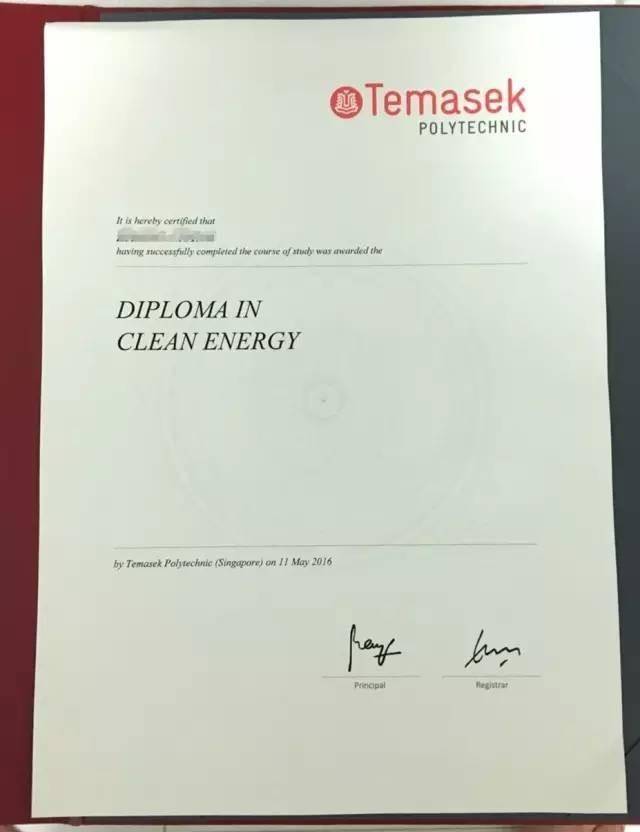 Temasek
POLYTECHNIC
It is hereby certified that
having successfully completed the course of study was awarded the
DIPLOMA IN
CLEAN ENERGY
by Temasek Polytechnic (Singapore) on 11 May 2016
Principal
Registrar